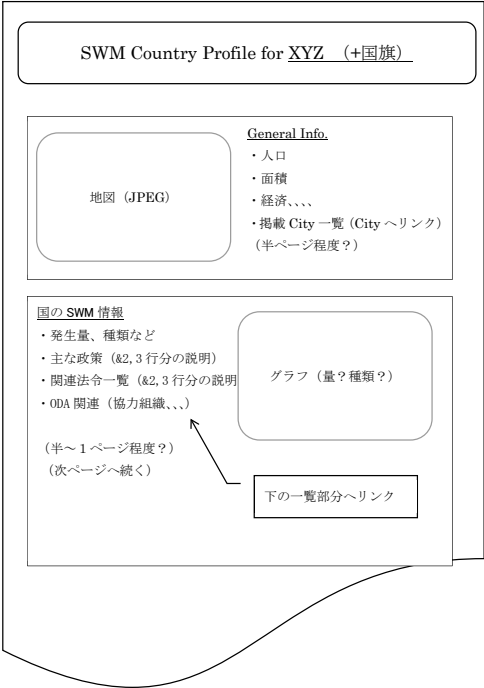 SWM Country Profile for XYZ （+国旗）
地図（JPEG）
General Info.
・人口
・面積
・経済、、、、
・掲載 City 一覧（City へリンク）
（半ページ程度？）
国の SWM 情報
・発生量、種類など
・主な政策（&2,3 行分の説明）
・関連法令一覧（&2,3 行分の説明
・ODA 関連（協力組織、、、）
（半～１ページ程度？）
（次ページへ続く）
グラフ（量？種類？）
下の一覧部分へリンク